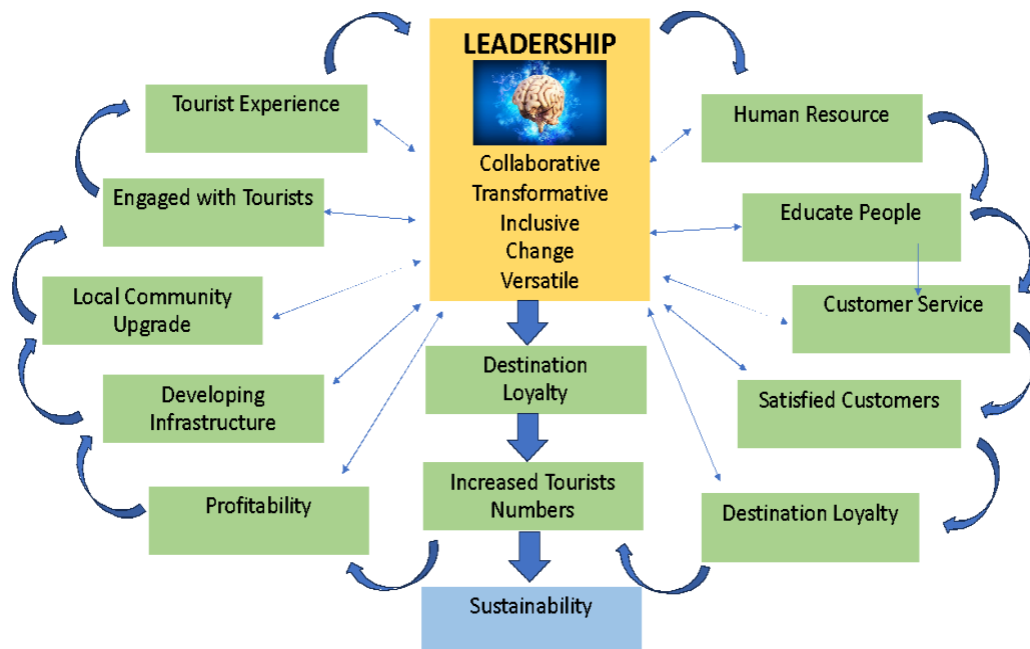 LEADERSHIP
Collaborative
Transformative
Inclusive
Change
Versatile
Tourist Experience
Engaged with Tourists
Local Community
Upgrade
Developing
Infrastructure
Profitability
Destination
Loyalty
Increased Tourists
Numbers
Sustainability
Human Resource
Educate People
Customer Service
Satisfied Customers
Destination Loyalty